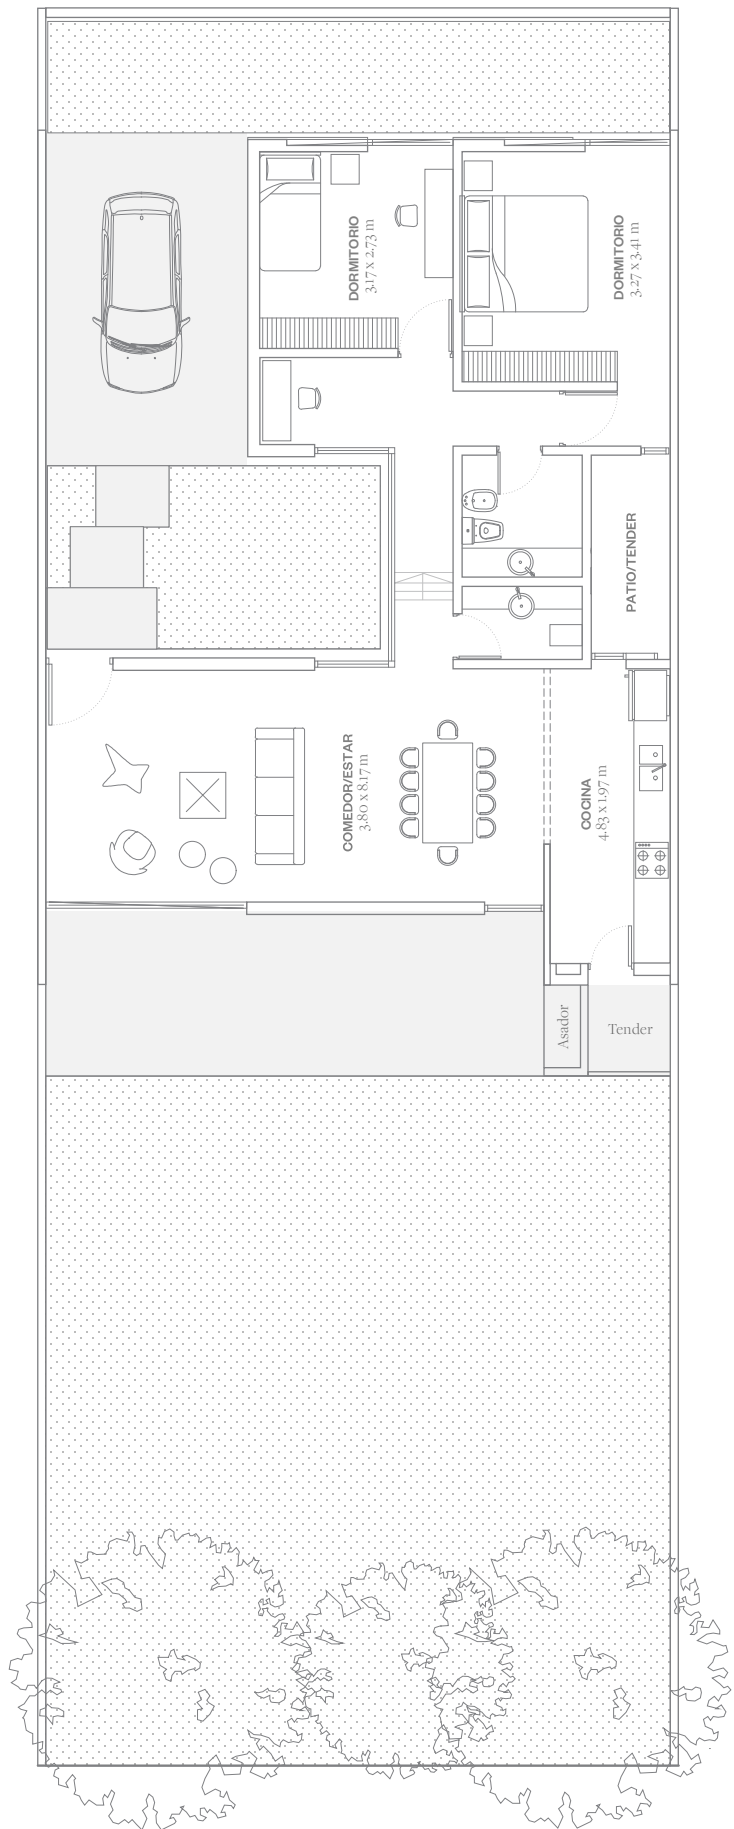 DORMITORIO
3.17 x 2.73 m
DORMITORIO
3.27 x 3.41 m
PATIO/TENDER
COMEDOR/ESTAR
3.80 x 8.17 m
COCINA
4.83 x 1.97 m
Asador
Tender